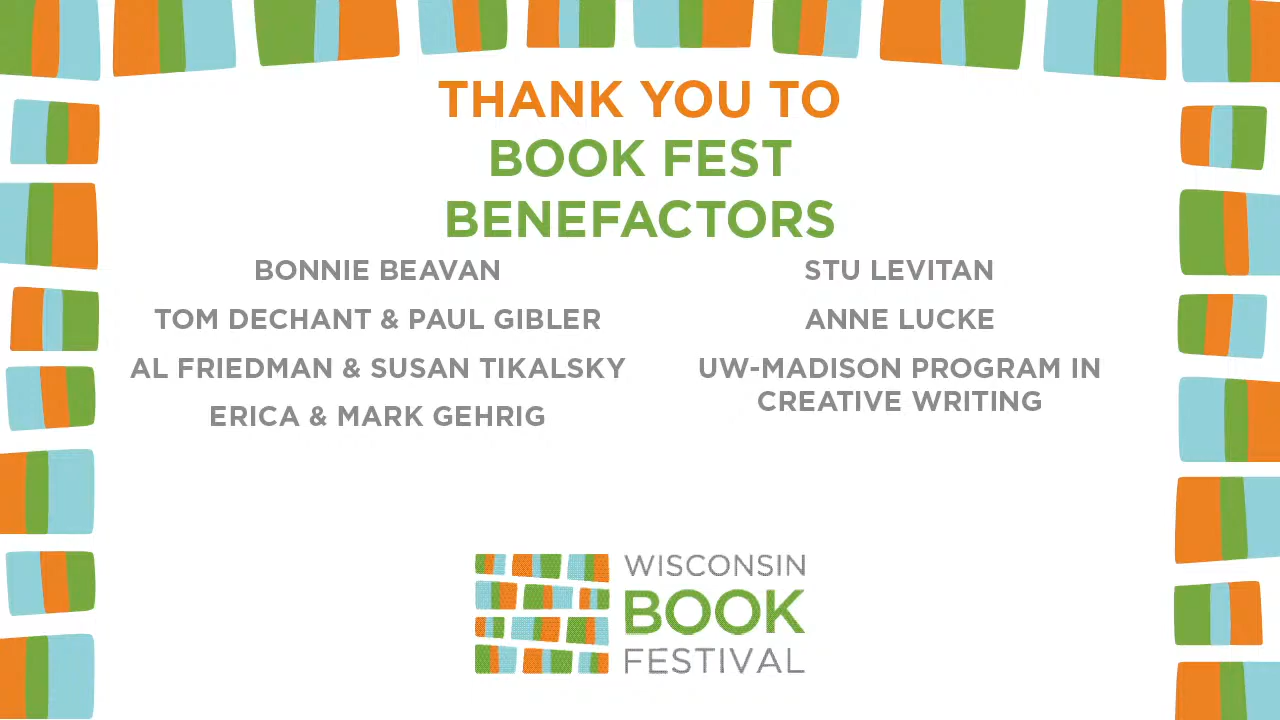 THANK YOU TO
BOOK FEST
BENEFACTORS
BONNIE BEAVAN
TOM DECHANT & PAUL GIBLER
AL FRIEDMAN & SUSAN TIKALSKY
ERICA & MARK GEHRIG
STU LEVITAN
ANNE LUCKE
UW-MADISON PROGRAM IN
CREATIVE WRITING
WISCONSIN
BOOK
FESTIVAL